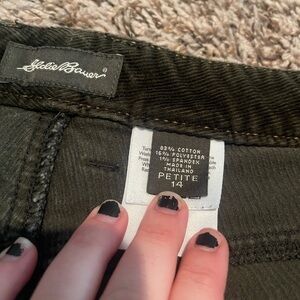 Eddie Bauer®
83% COTTON
16% POLYESTER
1% SPANDEX
MADE IN
THAILAND
PETITE
14